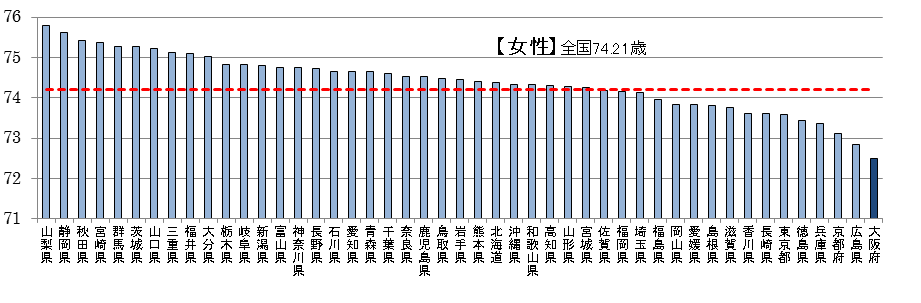 【女性】全国74.21歳
76
75
74
73
72
71
山梨県
静岡県
秋田県
宮崎県
群馬県
茨城県
山口県
三重県
福井県
大分県
栃木県
岐阜県
新潟県
富山県
神奈川県
長野県
石川県
愛知県
青森県
千葉県
奈良県
鹿児島県
鳥取県
岩手県
熊本県
北海道
沖縄県
和歌山県
高知県
山形県
宮城県
佐賀県
福岡県
埼玉県
福島県
岡山県
愛媛県
島根県
滋賀県
香川県
長崎県
東京都
徳島県
兵庫県
京都府
広島県
大阪府